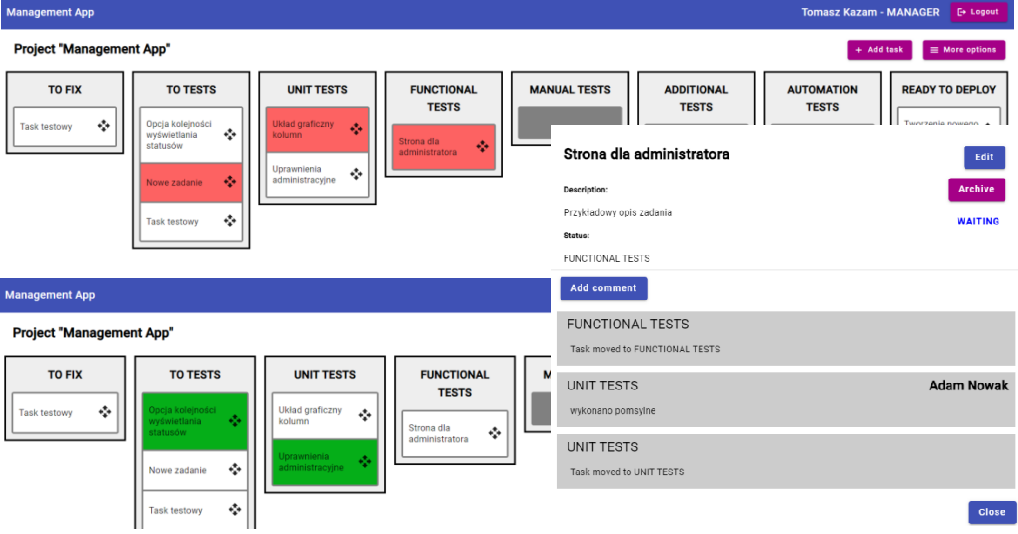 Management App
Tomasz Kazam - MANAGER
Logout
Project "Management App"
+ Add task
More options
TO FIX
Task testowy
TO TESTS
Opcja kolejności
wyświetlania
statusów
Nowe zadanie
Task testowy
UNIT TESTS
Układ graficzny
kolumn
Uprawnienia
administracyjne
FUNCTIONAL
TESTS
Strona dla
administratora
MANUAL TESTS
ADDITIONAL
TESTS
AUTOMATION
TESTS
READY TO DEPLOY
Tworzenie nowego
Strona dla administratora
Edit
Description:
Archive
Przykładowy opis zadania
WAITING
Status:
FUNCTIONAL TESTS
Add comment
FUNCTIONAL TESTS
Task moved to FUNCTIONAL TESTS
UNIT TESTS
Adam Nowak
wykonano pomsylne
UNIT TESTS
Task moved to UNIT TESTS
Close
Management App
Project "Management App"
TO FIX
Task testowy
TO TESTS
Opcja kolejności
wyświetlania
statusów
Nowe zadanie
Task testowy
UNIT TESTS
Układ graficzny
kolumn
Uprawnienia
administracyjne
FUNCTIONAL
TESTS
Strona dla
administratora
M